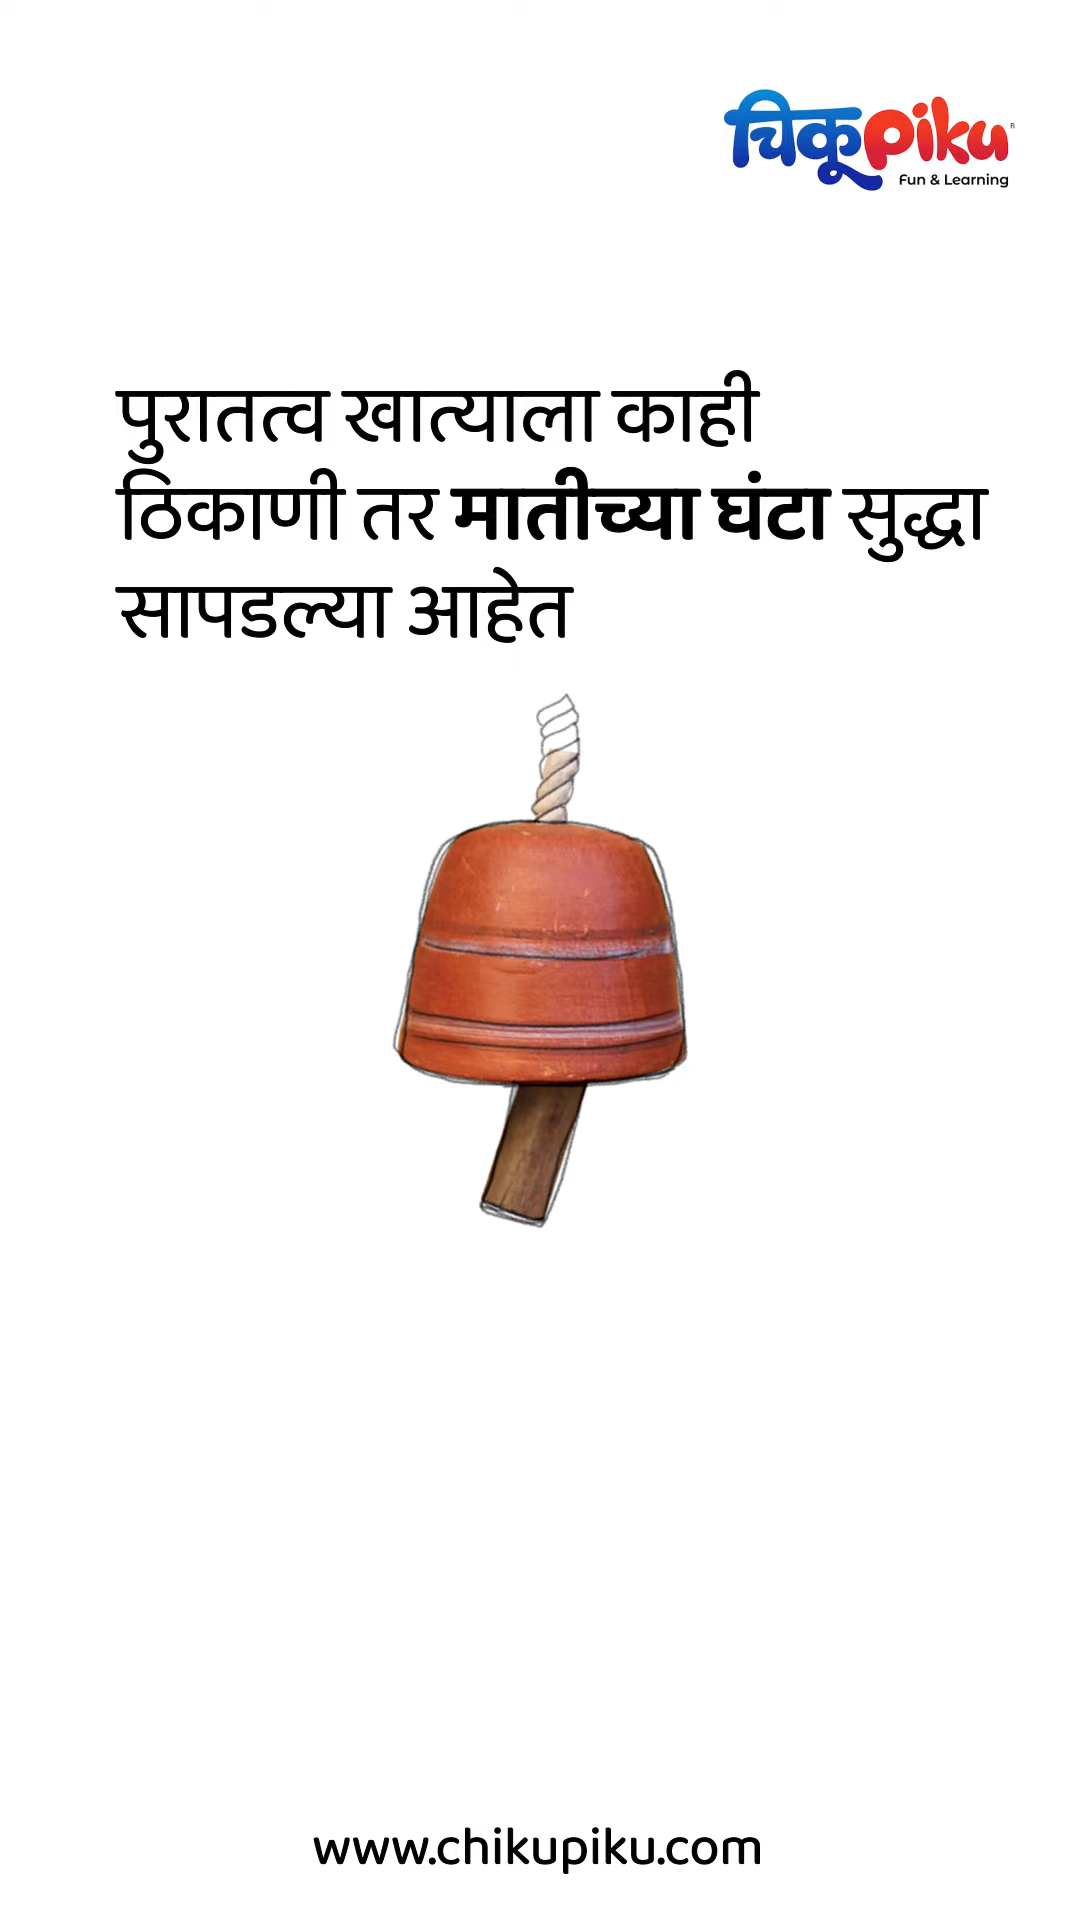 चिकूpiku
Fun & Learning
पुरातत्व खात्याला काही
ठिकाणी तर मातीच्या घंटा सुद्धा
सापडल्या आहेत
www.chikupiku.com